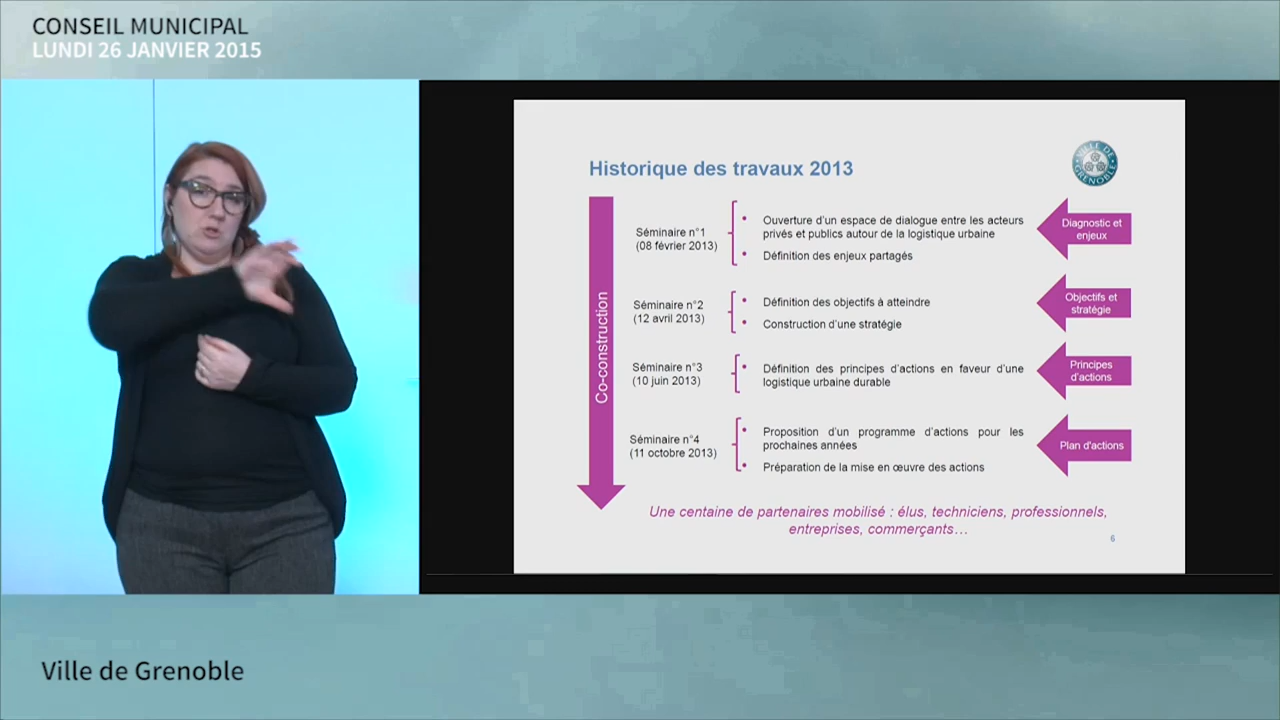 CONSEIL MUNICIPAL
LUNDI 26 JANVIER 2015
Historique des travaux 2013
VILLE DE GRENOBLE
Co-construction
Séminaire n°1
(08 février 2013)
• Ouverture d'un espace de dialogue entre les acteurs
privés et publics autour de la logistique urbaine
• Définition des enjeux partagés
Diagnostic et
enjeux
Séminaire n°2
(12 avril 2013)
• Définition des objectifs à atteindre
• Construction d'une stratégie
Objectifs et
stratégie
Séminaire n°3
(10 juin 2013)
• Définition des principes d'actions en faveur d'une
logistique urbaine durable
Principes
d'actions
Séminaire n°4
(11 octobre 2013)
• Proposition d'un programme d'actions pour les
prochaines années
• Préparation de la mise en œuvre des actions
Plan d'actions
Une centaine de partenaires mobilisé : élus, techniciens, professionnels,
entreprises, commerçants…
6
Ville de Grenoble